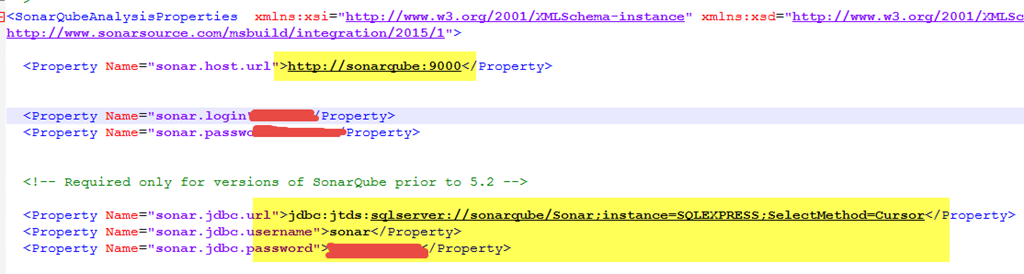 <SonarQubeAnalysisProperties xmlns:xsi="http://www.w3.org/2001/XMLSchema-instance" xmlns:xsd="http://www.w3.org/2001/XMLSc
http://www.sonarsource.com/msbuild/integration/2015/1">
<Property Name="sonar.host.url">http://sonarqube:9000</Property>
<Property Name="sonar.login" /Property>
<Property Name="sonar.passwo /Property>
<!-- Required only for versions of SonarQube prior to 5.2 -->
<Property Name="sonar.jdbc.url">jdbc:jtds:sqlserver://sonarqube/Sonar;instance=SQLEXPRESS;SelectMethod=Cursor</Property>
<Property Name="sonar.jdbc.username">sonar</Property>
<Property Name="sonar.jdbc.password"></Property>